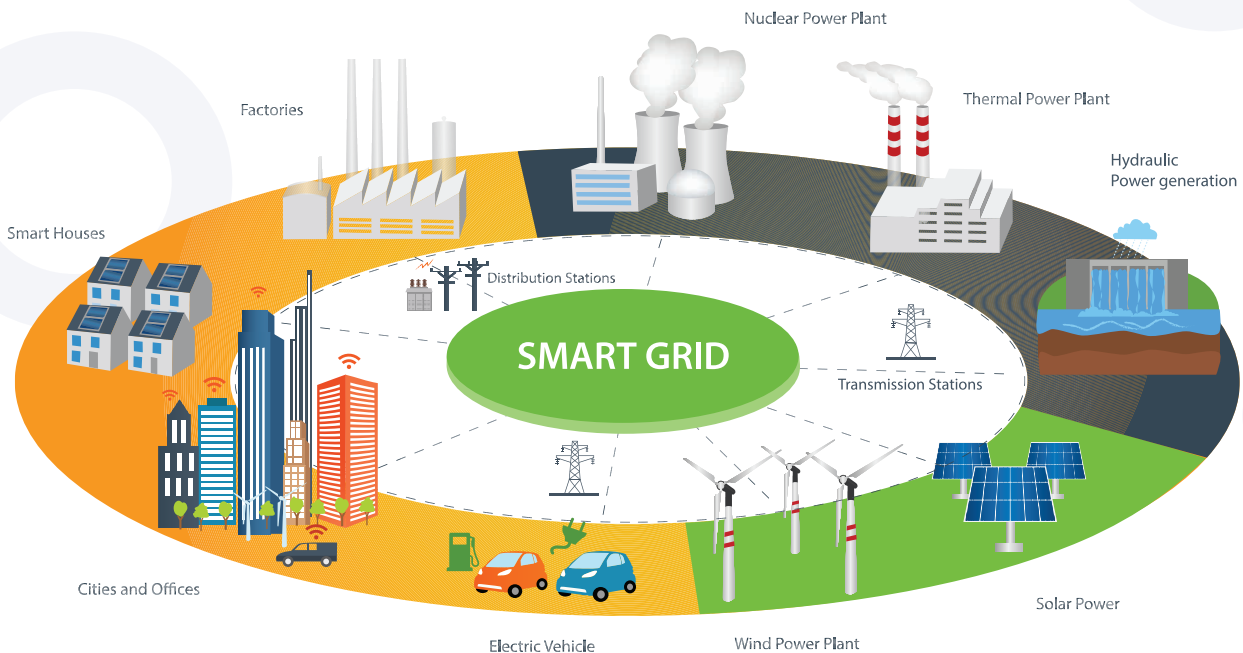 Nuclear Power Plant
Factories
Thermal Power Plant
Hydraulic
Power generation
Smart Houses
Distribution Stations
SMART GRID
Transmission Stations
Cities and Offices
Solar Power
Electric Vehicle
Wind Power Plant